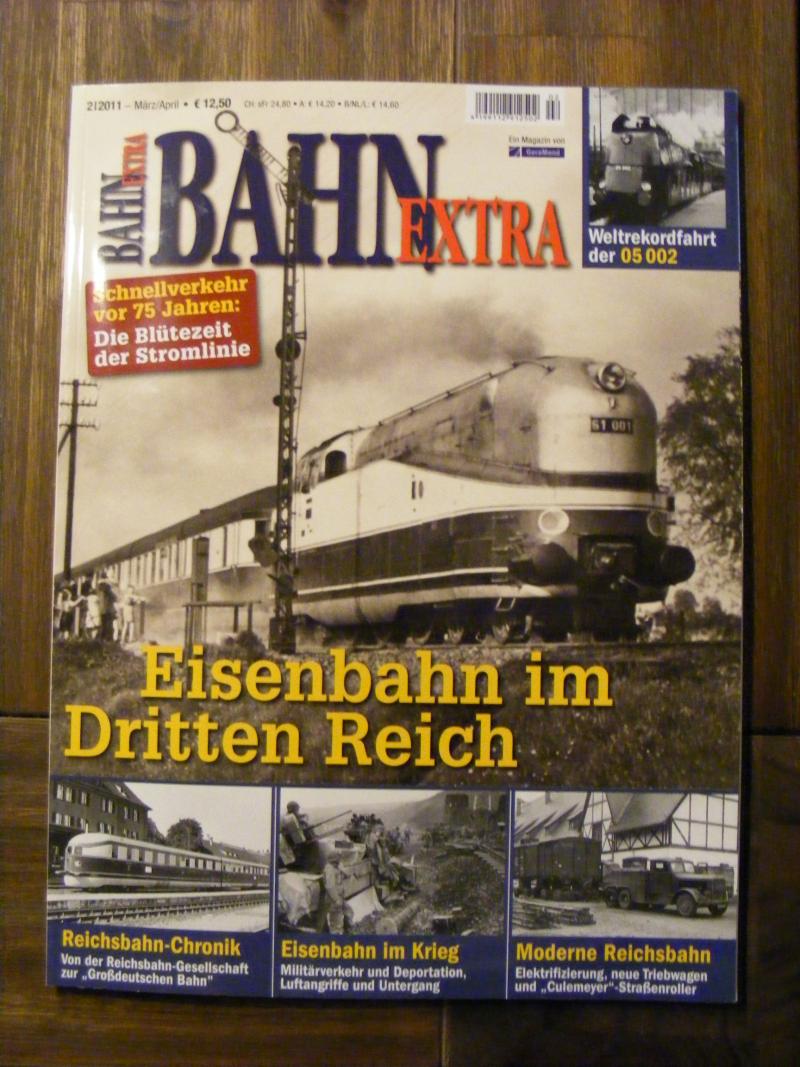 2|2011 – März/April • € 12,50 CH: sFr 24,80 • A: € 14,20 • B/NL/L: € 14,60
Ein Magazin von
GeraMond
BAHN EXTRA
BAHN
EXTRA
Weltrekordfahrt
der 05 002
Schnellverkehr
vor 75 Jahren:
Die Blütezeit
der Stromlinie
61 001
Eisenbahn im
Dritten Reich
Reichsbahn-Chronik
Von der Reichsbahn-Gesellschaft
zur „Großdeutschen Bahn"
Eisenbahn im Krieg
Militärverkehr und Deportation,
Luftangriffe und Untergang
Moderne Reichsbahn
Elektrifizierung, neue Triebwagen
und „Culemeyer"-Straßenroller